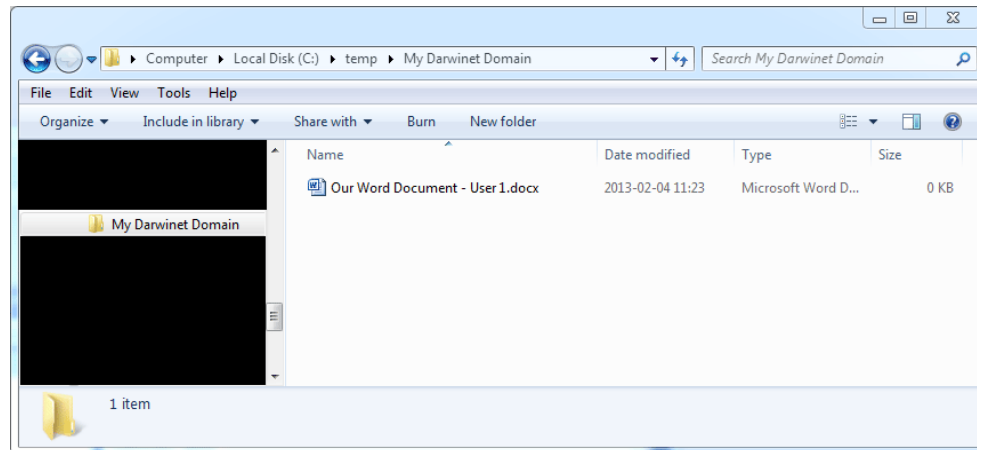 Computer Local Disk (C:) temp My Darwinet Domain Search My Darwinet Domain
File Edit View Tools Help
Organize Include in library Share with Burn New folder
Name Date modified Type Size
Our Word Document - User1.docx 2013-02-04 11:23 Microsoft Word D... 0 KB
My Darwinet Domain
1 item